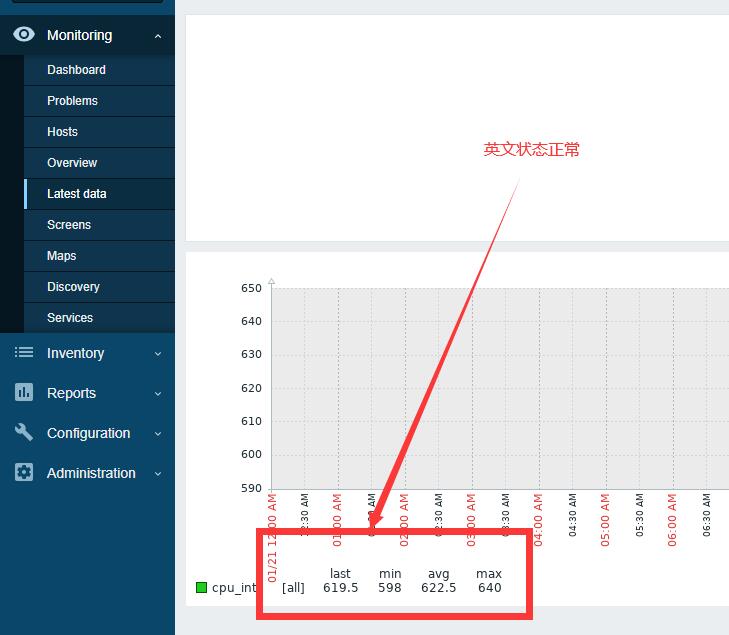 Monitoring
Dashboard
Problems
Hosts
Overview
Latest data
Screens
Maps
Discovery
Services
Inventory
Reports
Configuration
Administration
英文状态正常
650
640
630
620
610
600
590
01/21 12:00 AM
12:30 AM
01:00 AM
02:00 AM
02:30 AM
03:00 AM
03:30 AM
04:00 AM
04:30 AM
05:00 AM
05:30 AM
06:00 AM
06:30 AM
last min avg max
cpu_int [all] 619.5 598 622.5 640